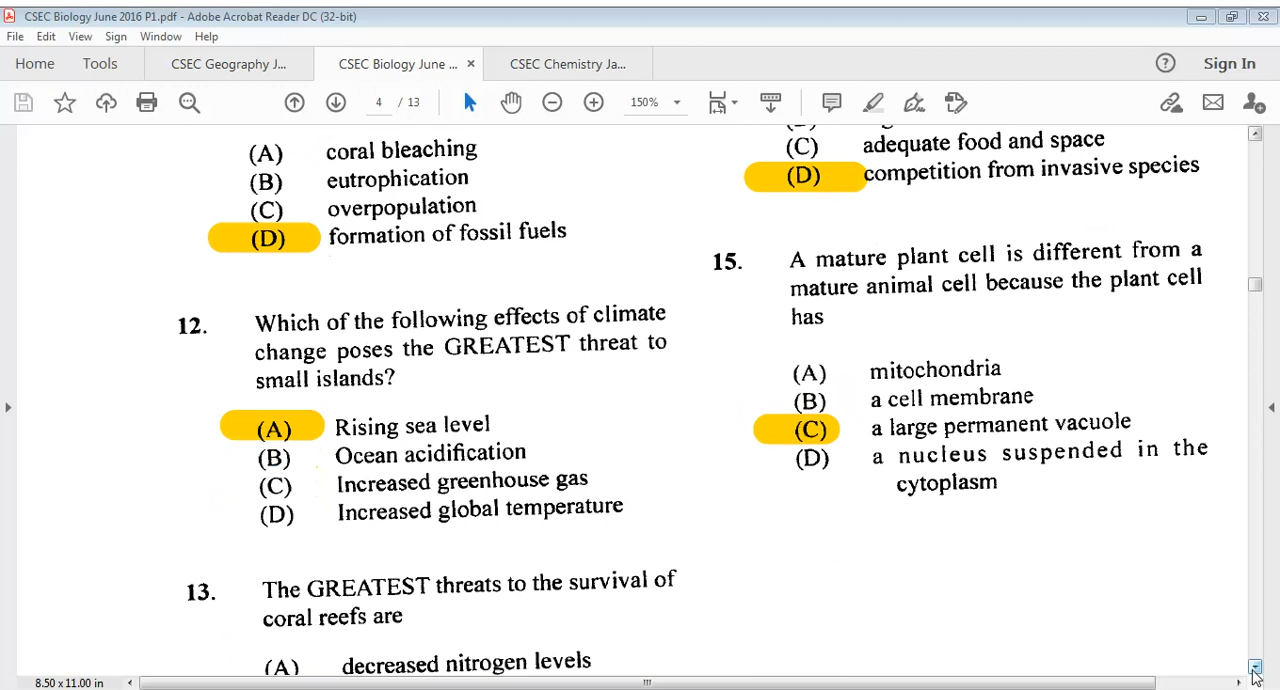 CSEC Biology June 2016 P1.pdf - Adobe Acrobat Reader DC (32-bit)
File Edit View Sign Window Help
Home Tools CSEC Geography J... CSEC Biology June ... × CSEC Chemistry Ja... ? Sign In
4 / 13 150%
(A) coral bleaching
(B) eutrophication
(C) overpopulation
(D) formation of fossil fuels
12. Which of the following effects of climate
change poses the GREATEST threat to
small islands?
(A) Rising sea level
(B) Ocean acidification
(C) Increased greenhouse gas
(D) Increased global temperature
13. The GREATEST threats to the survival of
coral reefs are
(A) decreased nitrogen levels
(C) adequate food and space
(D) competition from invasive species
15. A mature plant cell is different from a
mature animal cell because the plant cell
has
(A) mitochondria
(B) a cell membrane
(C) a large permanent vacuole
(D) a nucleus suspended in the
cytoplasm
8.50 x 11.00 in